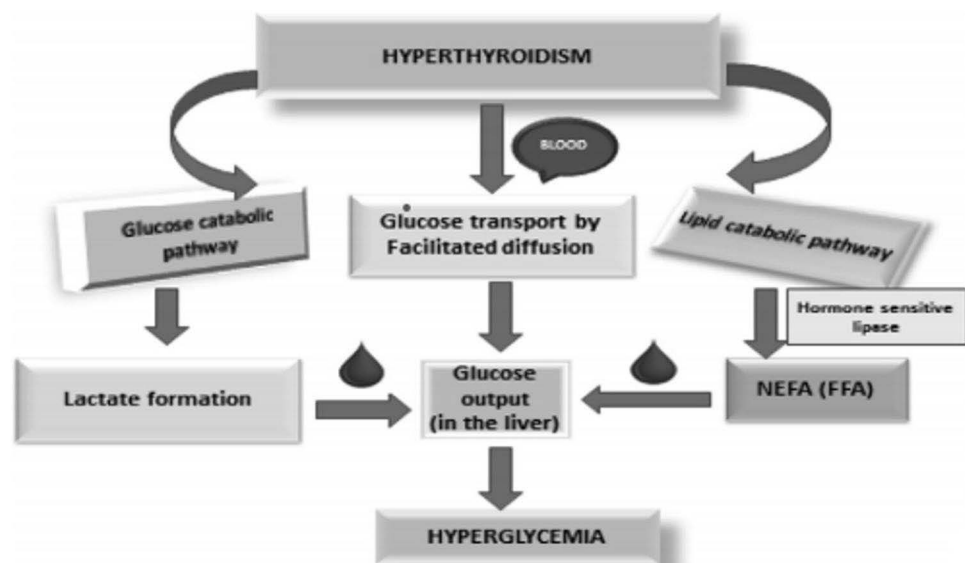 HYPERTHYROIDISM
BLOOD
Glucose catabolic
pathway
Glucose transport by
Facilitated diffusion
Lipid catabolic pathway
Hormone sensitive
lipase
Lactate formation
Glucose
output
(in the liver)
NEFA (FFA)
HYPERGLYCEMIA